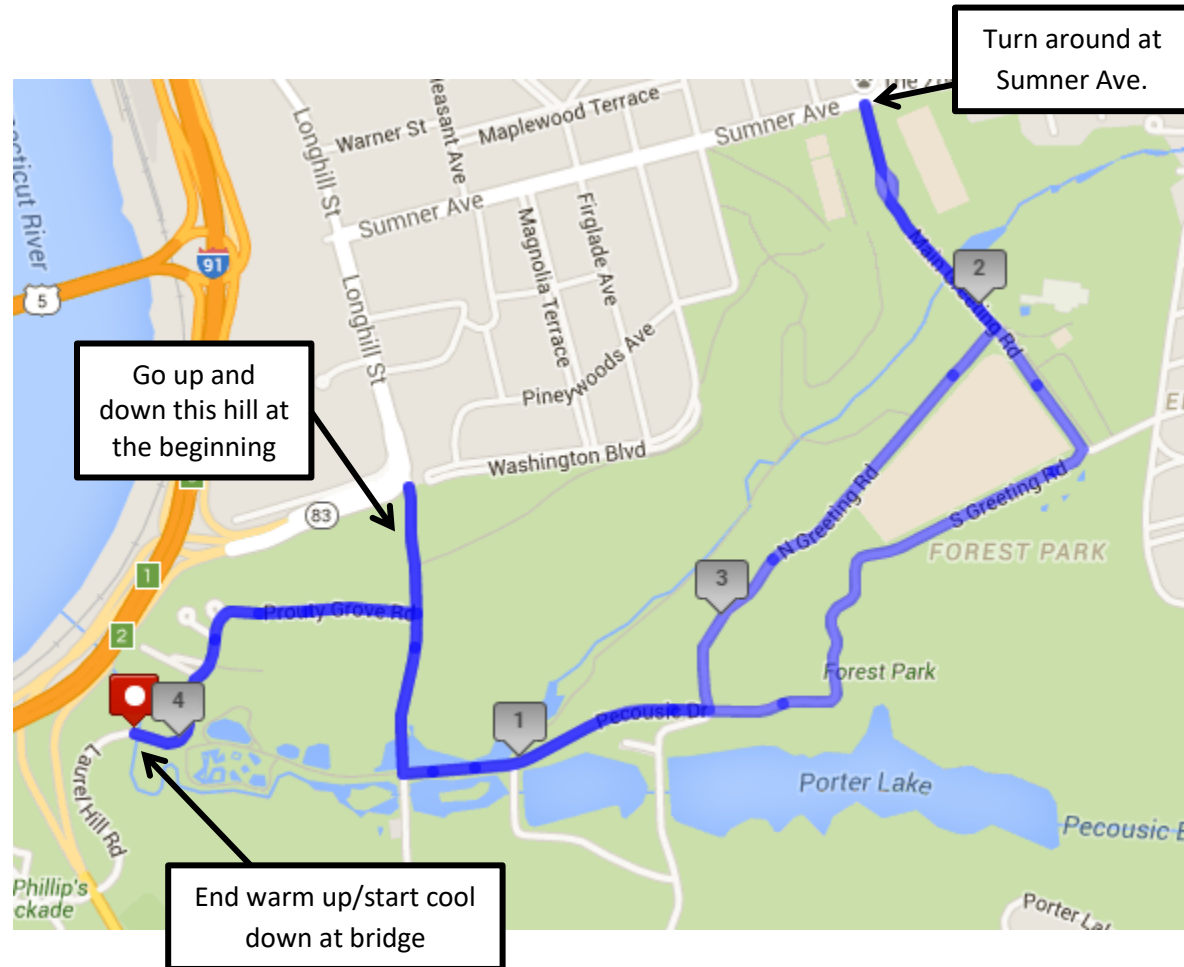 Turn around at
Sumner Ave.
Maplewood Terrace
Warner St
Sumner Ave
Longhill St
Sumner Ave
Magnolia Terrace
Firglade Ave
91
5
Longhill St
Main Greeting Rd
2
Go up and
down this hill at
the beginning
Pineywoods Ave
Washington Blvd
83
N Greeting Rd
S Greeting Rd
FOREST PARK
1
3
Prouty Grove Rd
2
Forest Park
4
1
Pecousic Dr
Laurel Hill Rd
Porter Lake
Pecousic
Phillip's
End warm up/start cool
down at bridge
Porter